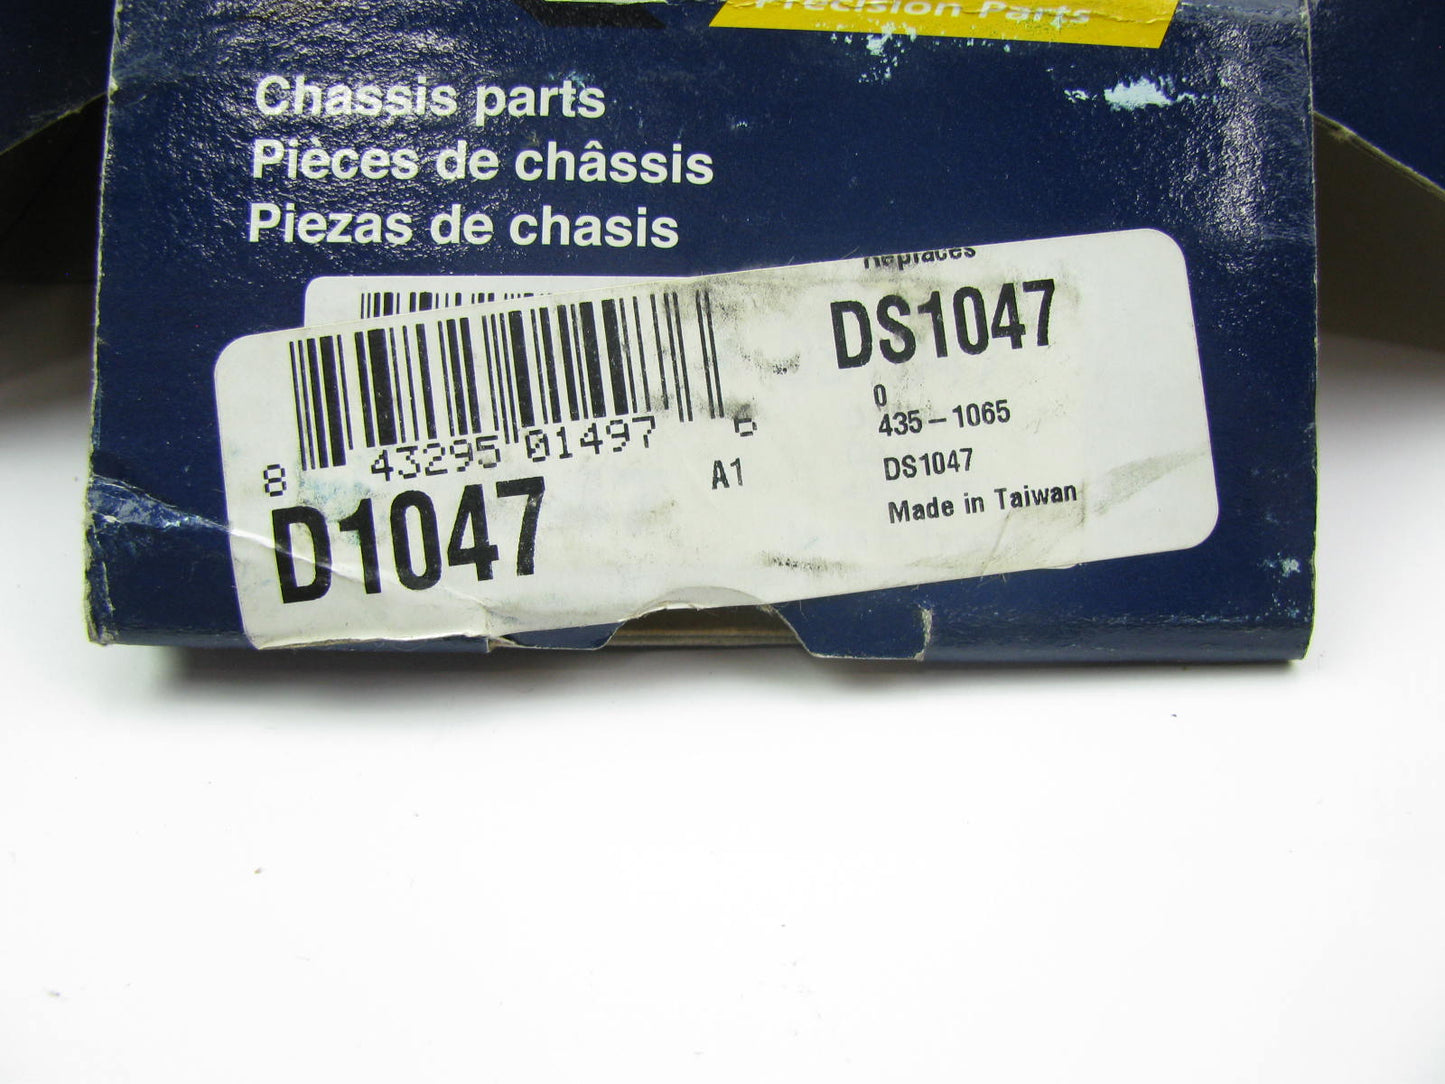 Precision Parts
Chassis parts
Pièces de châssis
Piezas de chasis
Replaces
DS1047
0
435-1065
DS1047
Made in Taiwan
8 43295 01497 6
A1
D1047